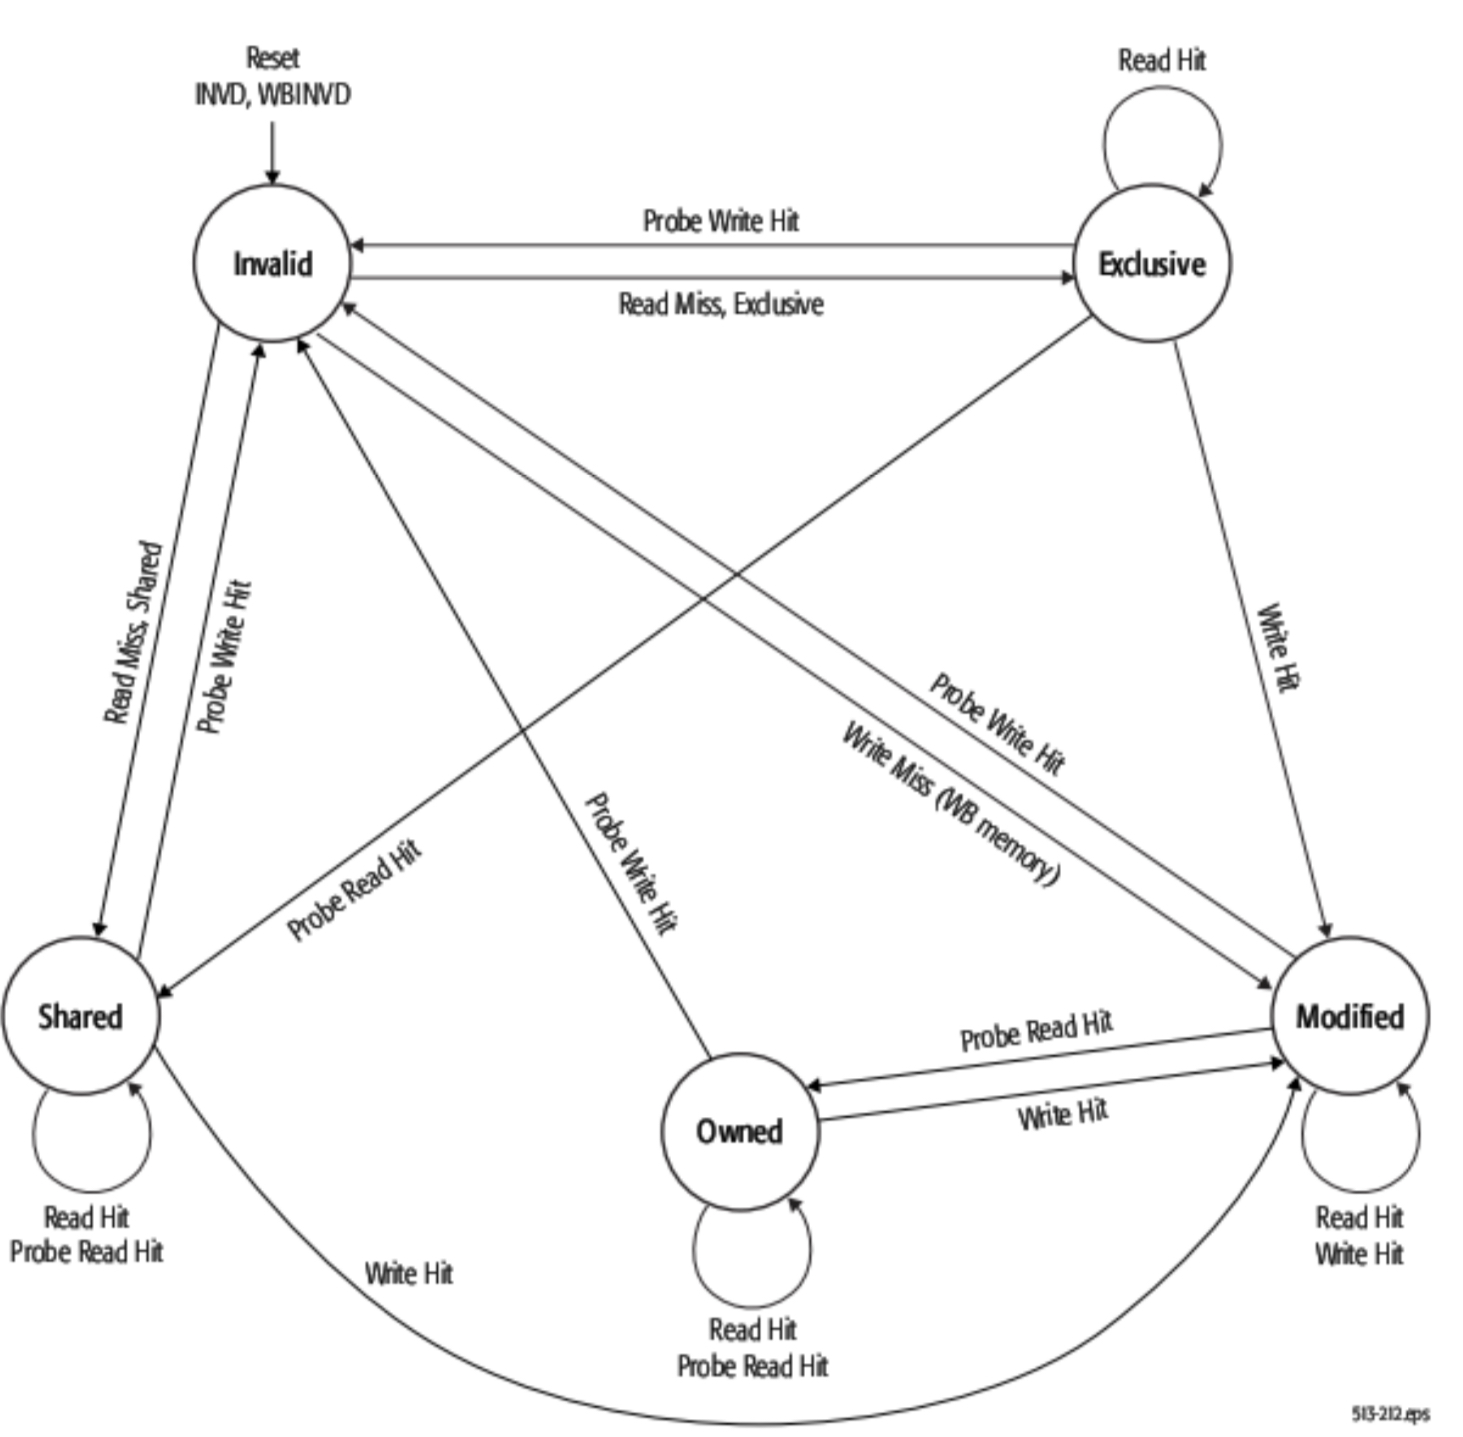 Reset
INVD, WBINVD
Read Hit
Probe Write Hit
Invalid
Exclusive
Read Miss, Exclusive
Read Miss, Shared
Probe Write Hit
Write Hit
Probe Write Hit
Write Miss (WB memory)
Probe Write Hit
Probe Read Hit
Shared
Modified
Probe Read Hit
Write Hit
Owned
Read Hit
Probe Read Hit
Read Hit
Write Hit
Write Hit
Read Hit
Probe Read Hit
513-212.eps